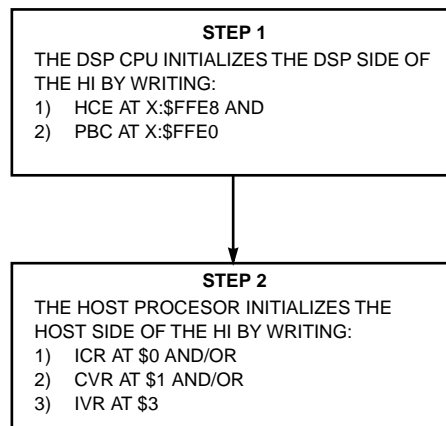 STEP 1
THE DSP CPU INITIALIZES THE DSP SIDE OF
THE HI BY WRITING:
1) HCE AT X:$FFE8 AND
2) PBC AT X:$FFE0
STEP 2
THE HOST PROCESOR INITIALIZES THE
HOST SIDE OF THE HI BY WRITING:
1) ICR AT $0 AND/OR
2) CVR AT $1 AND/OR
3) IVR AT $3